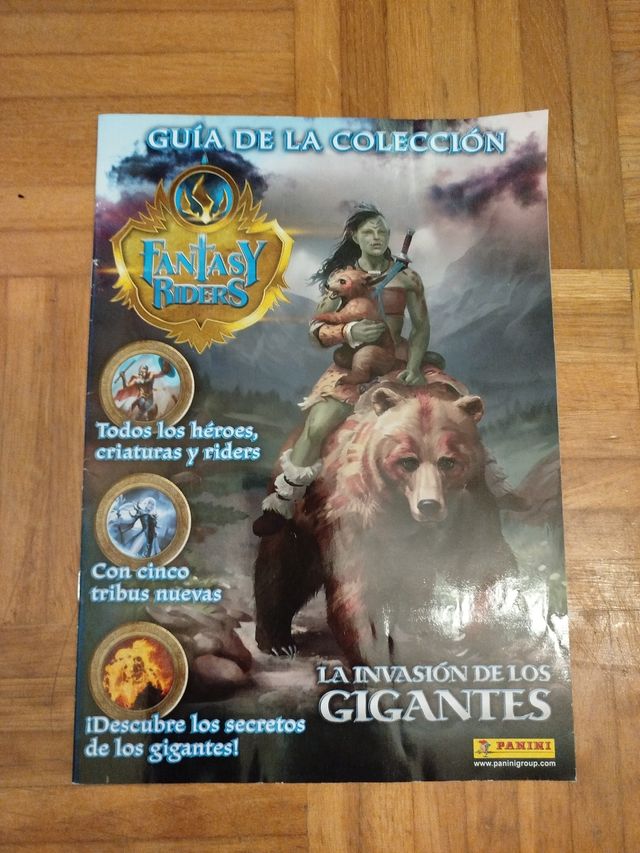 GUÍA DE LA COLECCIÓN
FANTASY
RIDERS
Todos los héroes,
criaturas y riders
Con cinco
tribus nuevas
¡Descubre los secretos
de los gigantes!
LA INVASIÓN DE LOS
GIGANTES
PANINI
www.paninigroup.com